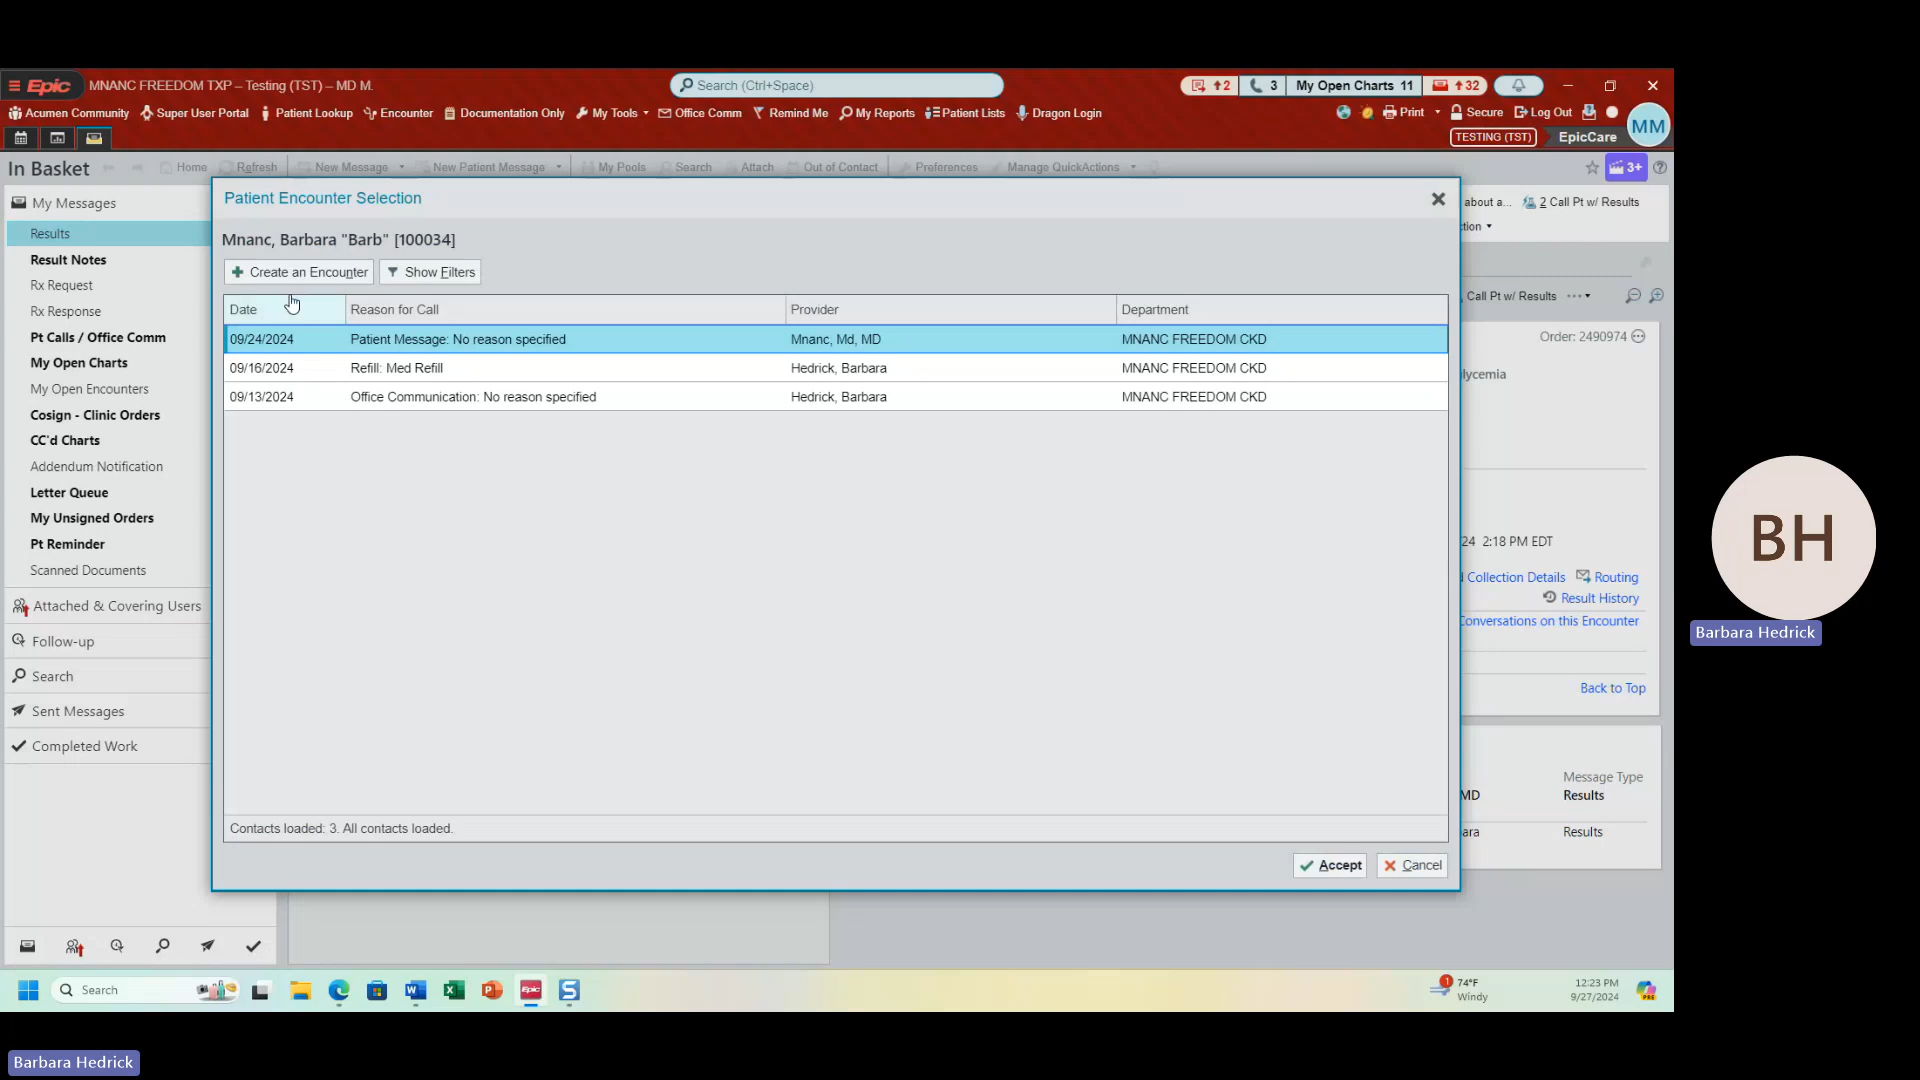 Epic MNANC FREEDOM TXP – Testing (TST) – MD M. Search (Ctrl+Space) 2 3 My Open Charts 11 32
Acumen Community Super User Portal Patient Lookup Encounter Documentation Only My Tools Office Comm Remind Me My Reports Patient Lists Dragon Login Print Secure Log Out MM
TESTING (TST) EpicCare
In Basket Home Refresh New Message New Patient Message My Pools Search Attach Out of Contact Preferences Manage QuickActions 3+
My Messages
Results
Result Notes
Rx Request
Rx Response
Pt Calls / Office Comm
My Open Charts
My Open Encounters
Cosign - Clinic Orders
CC'd Charts
Addendum Notification
Letter Queue
My Unsigned Orders
Pt Reminder
Scanned Documents
Attached & Covering Users
Follow-up
Search
Sent Messages
Completed Work
Patient Encounter Selection
Mnanc, Barbara "Barb" [100034]
Create an Encounter Show Filters
Date Reason for Call Provider Department
09/24/2024 Patient Message: No reason specified Mnanc, Md, MD MNANC FREEDOM CKD
09/16/2024 Refill: Med Refill Hedrick, Barbara MNANC FREEDOM CKD
09/13/2024 Office Communication: No reason specified Hedrick, Barbara MNANC FREEDOM CKD
Contacts loaded: 3. All contacts loaded.
Accept Cancel
about a... 2 Call Pt w/ Results
tion
Call Pt w/ Results
Order: 2490974
lycemia
24 2:18 PM EDT
Collection Details Routing
Result History
Conversations on this Encounter
Back to Top
Message Type
MD Results
ara Results
BH
Barbara Hedrick
Search
1 74°F
Windy
12:23 PM
9/27/2024
PRE
Barbara Hedrick